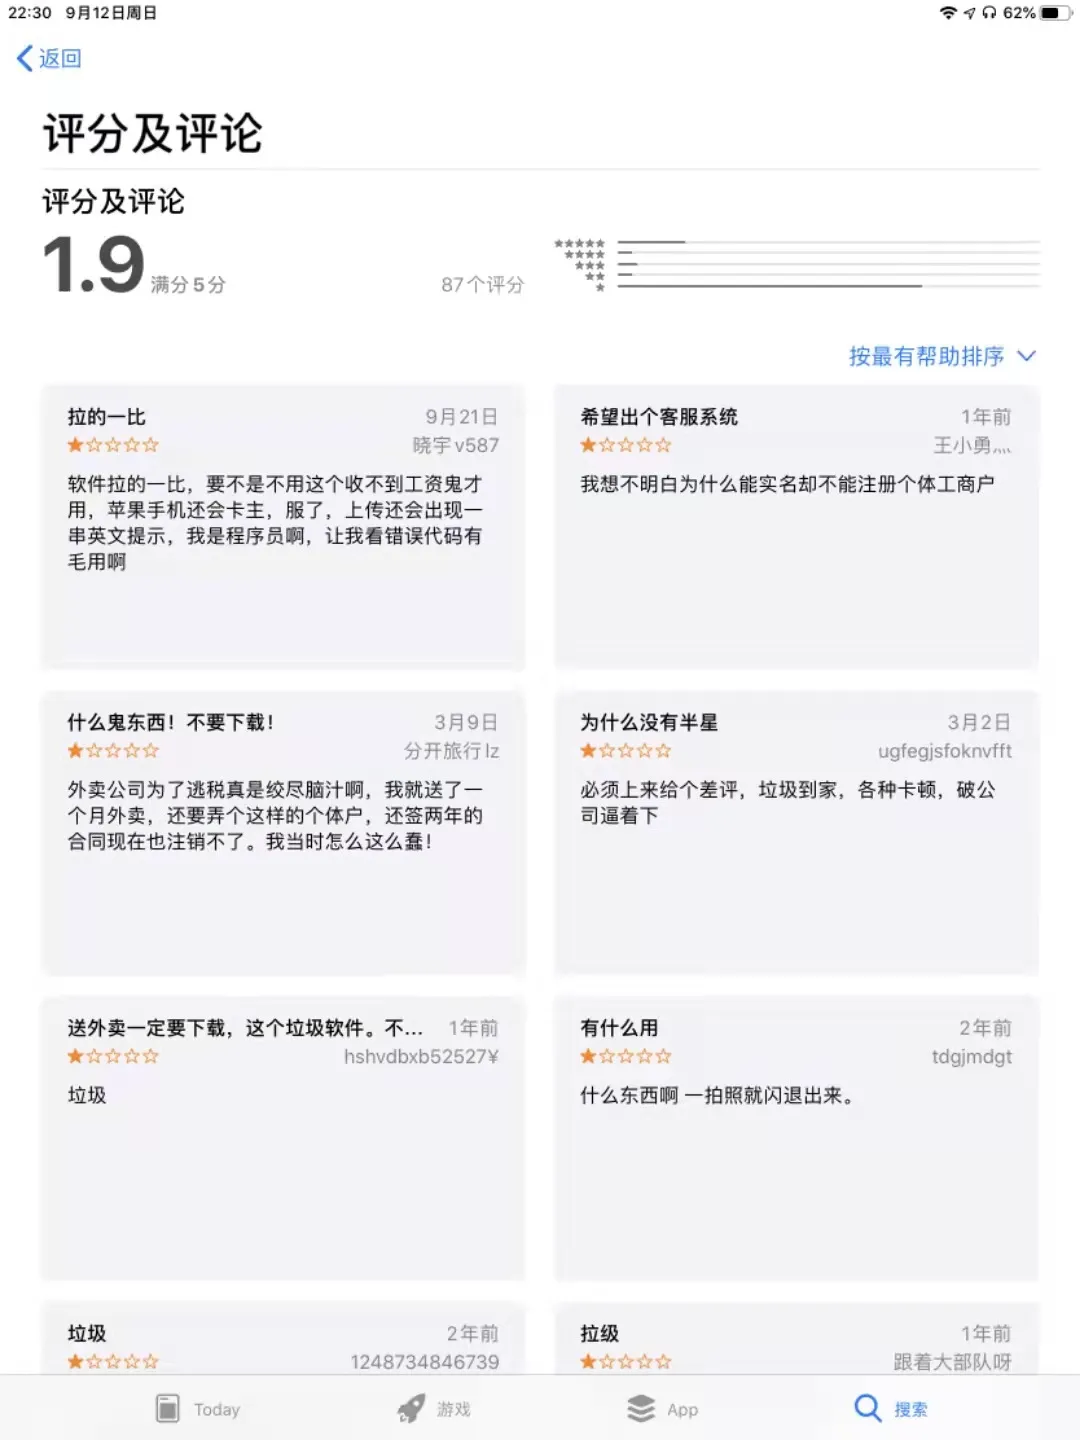 22:30 9月12日周日
62%
返回
评分及评论
评分及评论
1.9 满分5分
87个评分
按最有帮助排序
拉的一比
9月21日
晓宇v587
软件拉的一比，要不是不用这个收不到工资鬼才
用，苹果手机还会卡主，服了，上传还会出现一
串英文提示，我是程序员啊，让我看错误代码有
毛用啊
希望出个客服系统
1年前
王小勇灬
我想不明白为什么能实名却不能注册个体工商户
什么鬼东西！不要下载！
3月9日
分开旅行lz
外卖公司为了逃税真是绞尽脑汁啊，我就送了一
个月外卖，还要弄个这样的个体户，还签两年的
合同现在也注销不了。我当时怎么这么蠢！
为什么没有半星
3月2日
ugfegjsfoknvfft
必须上来给个差评，垃圾到家，各种卡顿，破公
司逼着下
送外卖一定要下载，这个垃圾软件。不...
1年前
hshvdbxb52527¥
垃圾
有什么用
2年前
tdgjmdgt
什么东西啊 一拍照就闪退出来。
垃圾
2年前
1248734846739
拉级
1年前
跟着大部队呀
Today
游戏
App
搜索